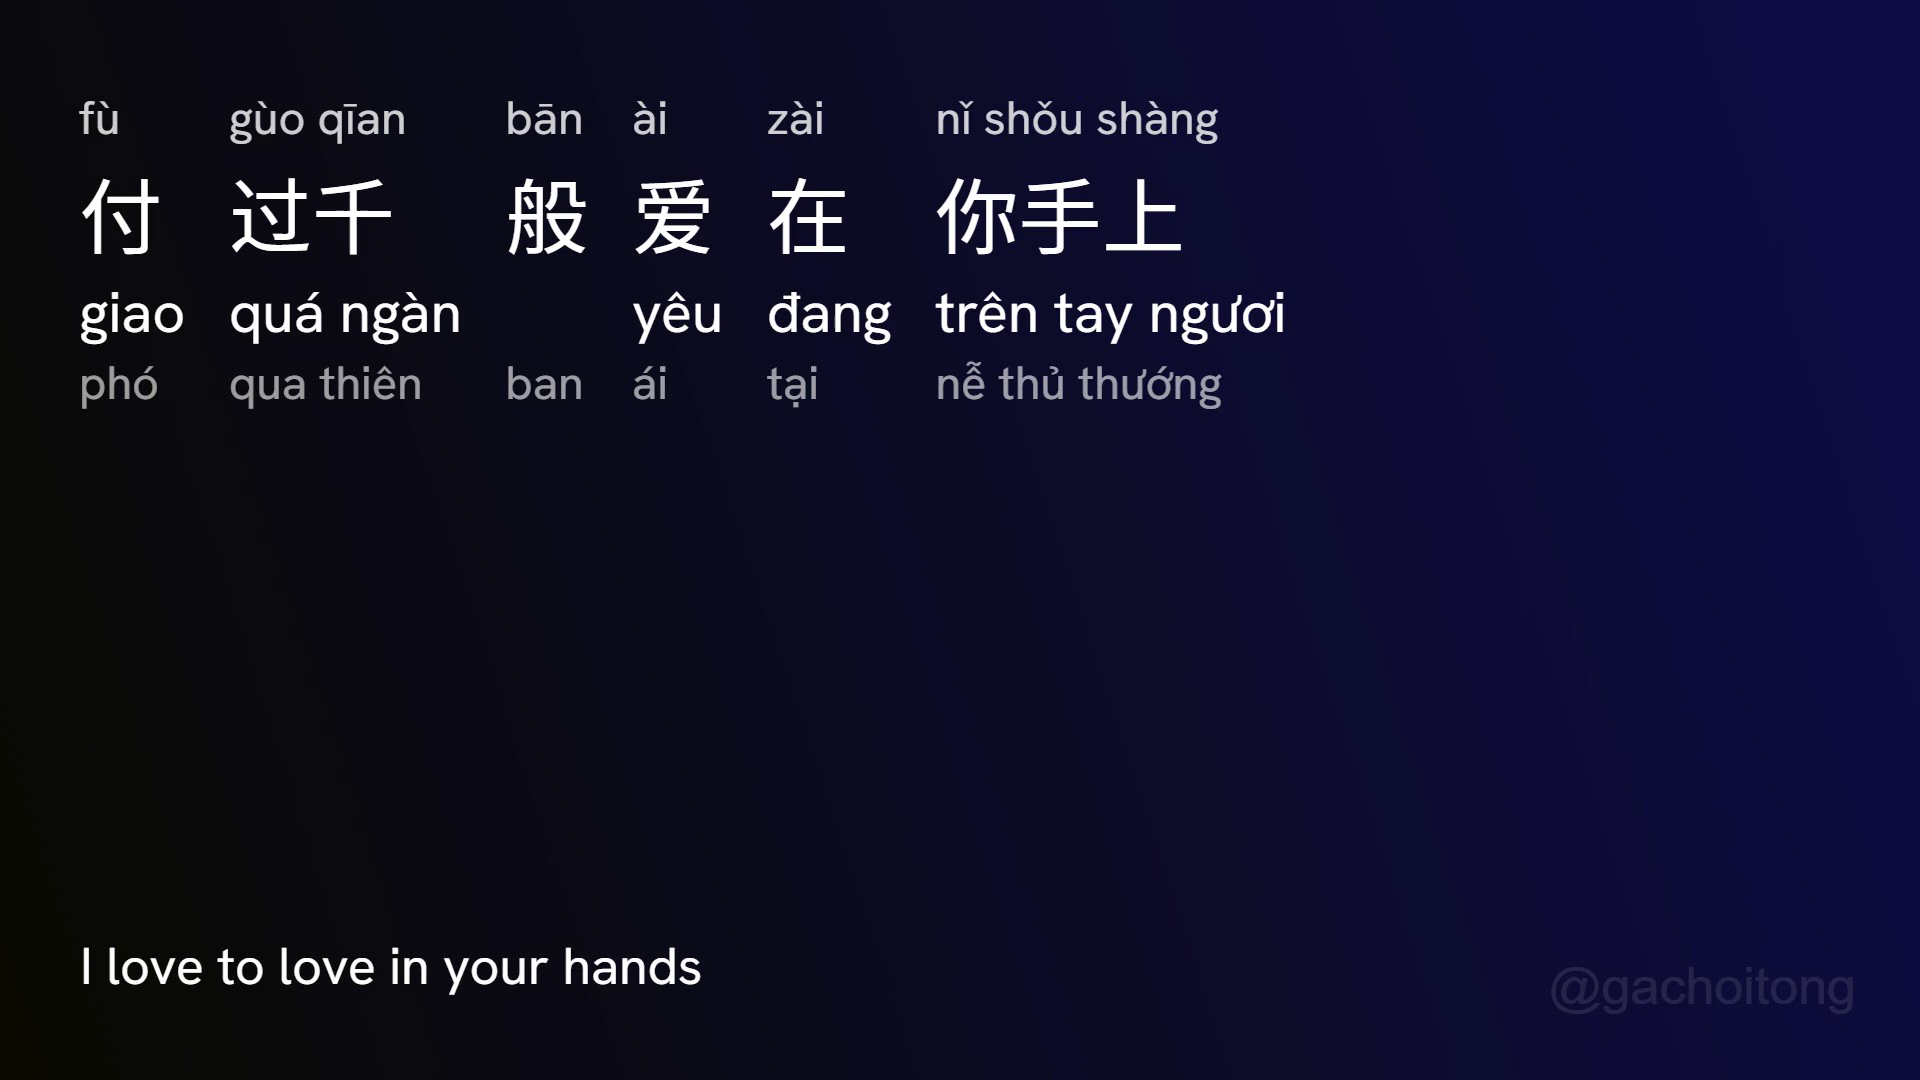 fù gùo qīan bān ài zài nǐ shǒu shàng
付 过千 般 爱 在 你手上
giao quá ngàn yêu đang trên tay ngươi
phó qua thiên ban ái tại nễ thủ thướng
I love to love in your hands
@gachoitong